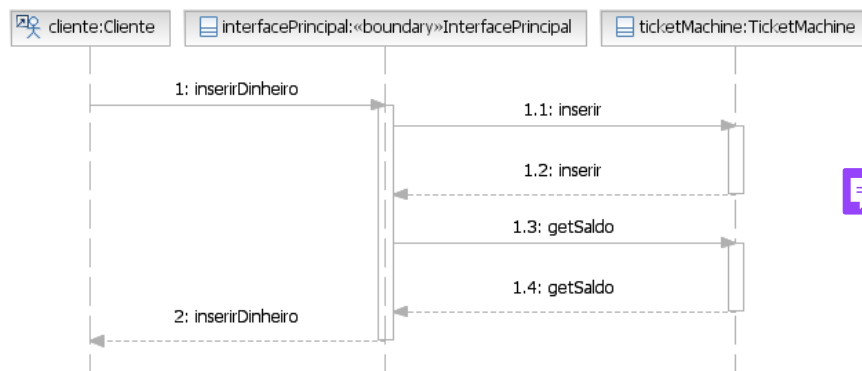 cliente:Cliente
interfacePrincipal:«boundary»InterfacePrincipal
ticketMachine:TicketMachine
1: inserirDinheiro
1.1: inserir
1.2: inserir
1.3: getSaldo
1.4: getSaldo
2: inserirDinheiro